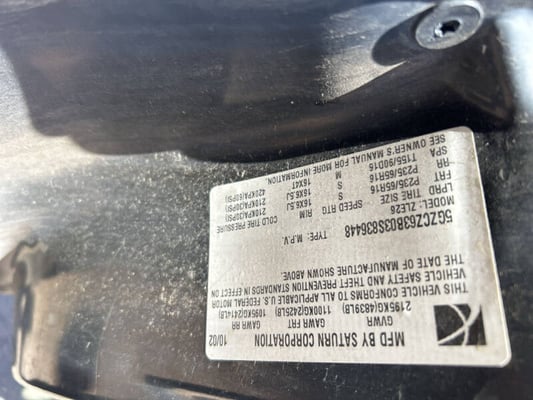 MFD BY SATURN CORPORATION 10/02
GVWR GAWR FRT GAWR RR
2195KG(4839LB) 1100KG(2425LB) 1095KG(2414LB)
THIS VEHICLE CONFORMS TO ALL APPLICABLE U.S. FEDERAL MOTOR
VEHICLE SAFETY AND THEFT PREVENTION STANDARDS IN EFFECT ON
THE DATE OF MANUFACTURE SHOWN ABOVE.
5GZCZ63B03S836448 TYPE: M.P.V.
MODEL: ZLE26
LPRD TIRE SIZE SPEED RTG RIM COLD TIRE PRESSURE
FRT P235/65R16 S 16X6.5J 210KPA(30PSI)
RR P235/65R16 S 16X6.5J 210KPA(30PSI)
SPA T155/90D16 M 16X4T 420KPA(60PSI)
SEE OWNER'S MANUAL FOR MORE INFORMATION.